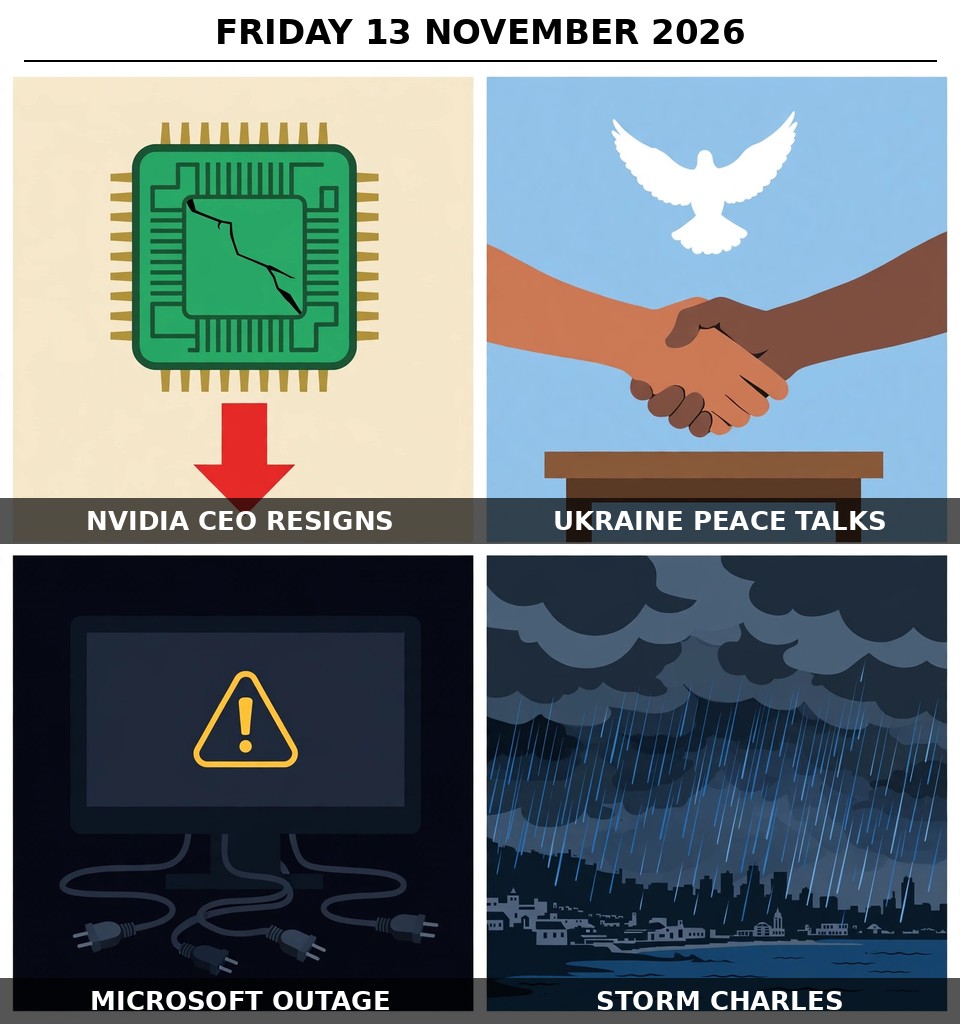 FRIDAY 13 NOVEMBER 2026
NVIDIA CEO RESIGNS
UKRAINE PEACE TALKS
MICROSOFT OUTAGE
STORM CHARLES